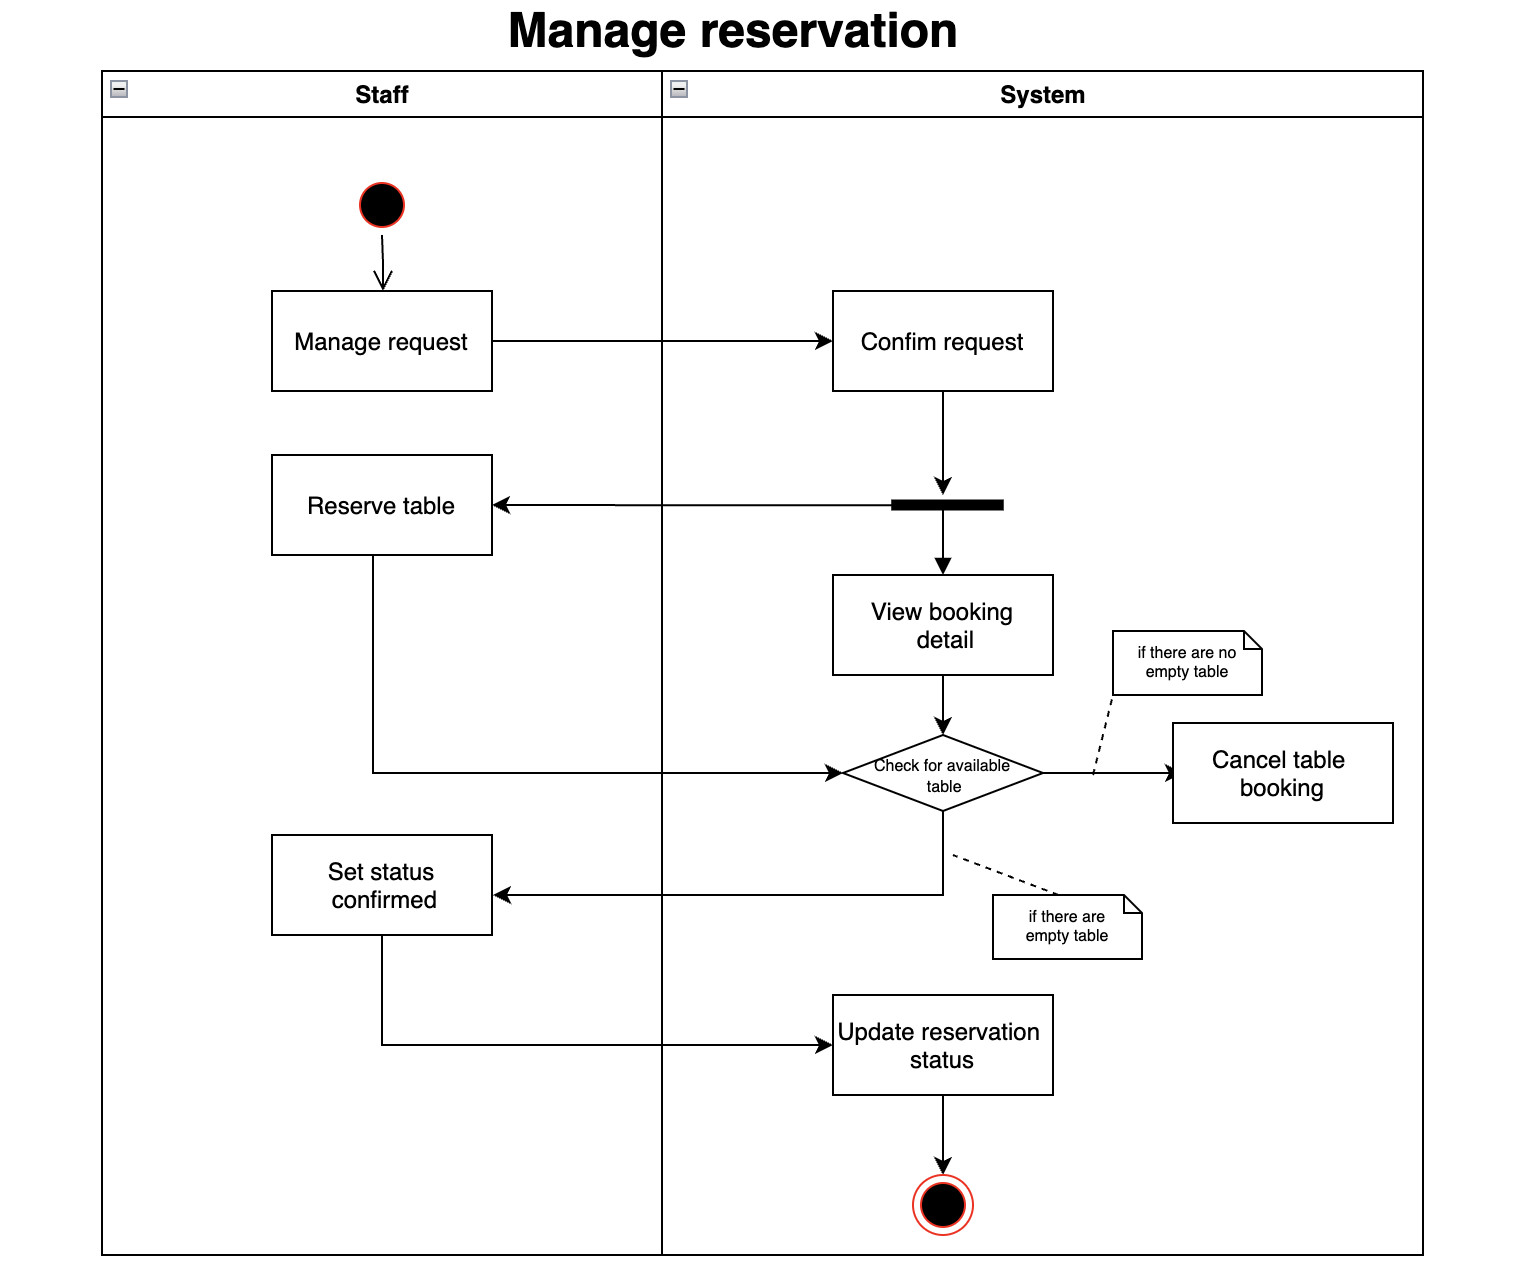 Manage reservation
Staff
System
Manage request
Confim request
Reserve table
View booking
detail
if there are no
empty table
Check for available
table
Cancel table
booking
Set status
confirmed
if there are
empty table
Update reservation
status